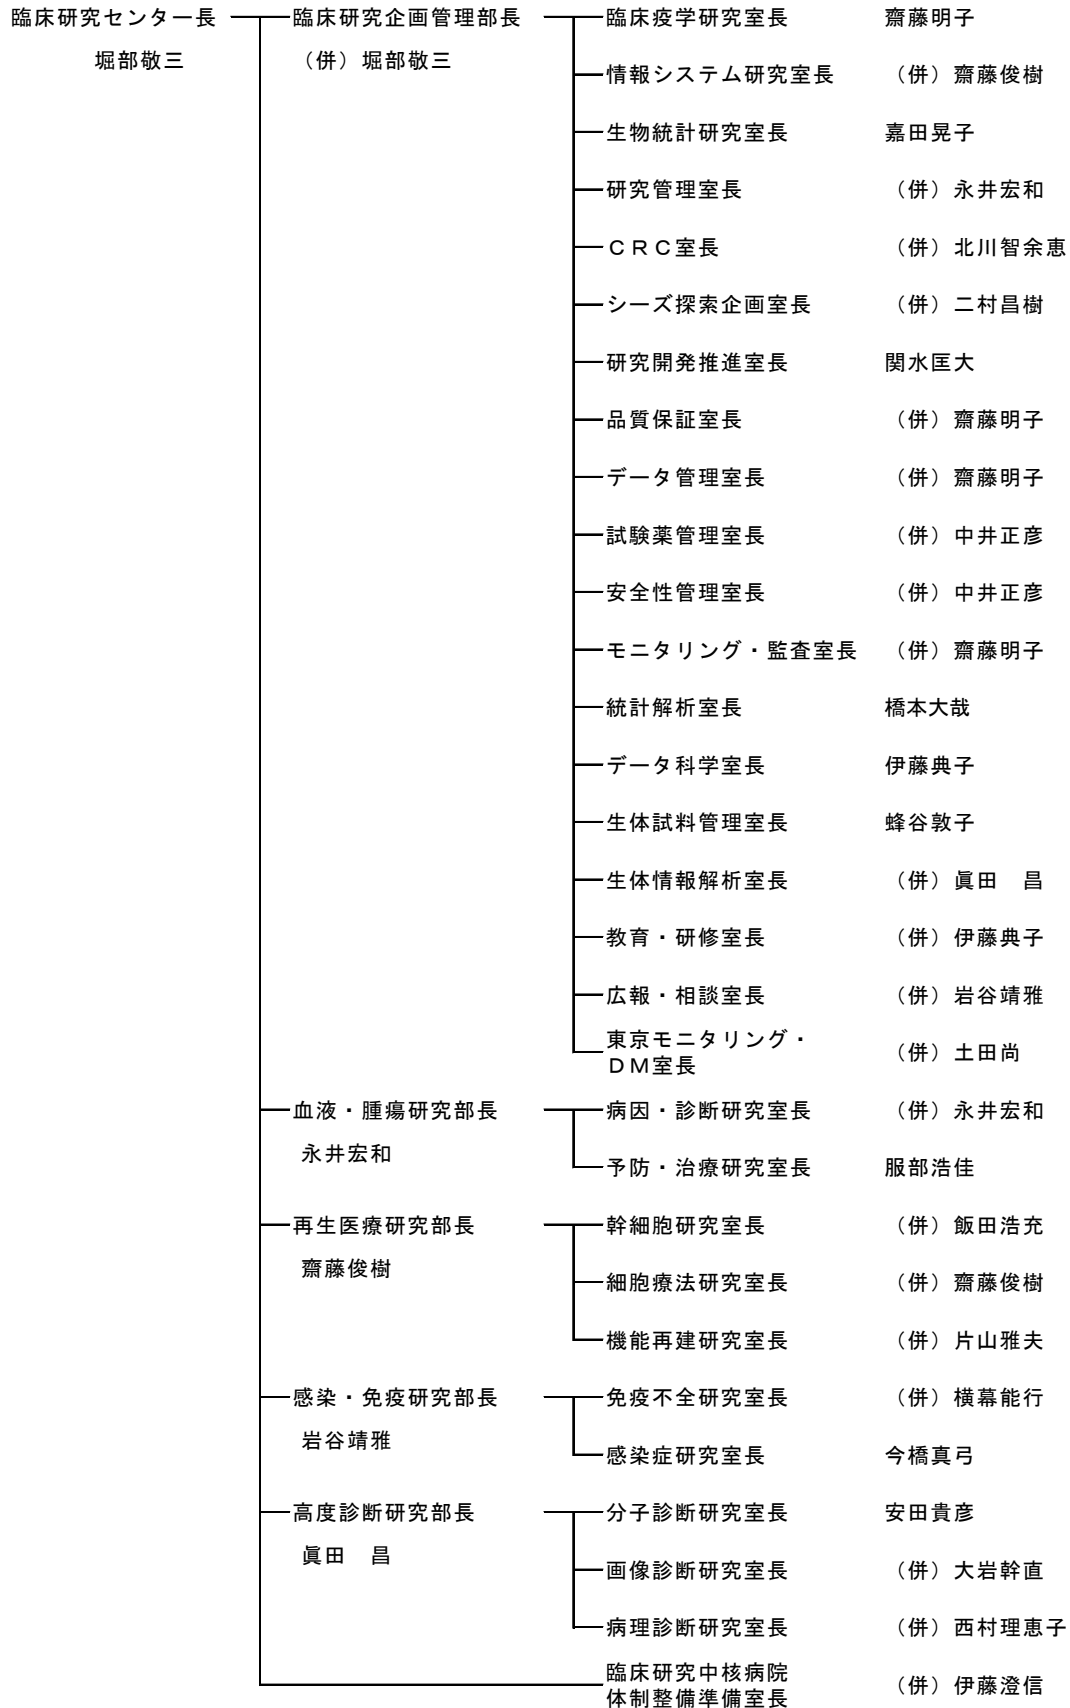 臨床研究センター長 臨床研究企画管理部長 臨床疫学研究室長 齋藤明子
堀部敬三 （併）堀部敬三
情報システム研究室長 （併）齋藤俊樹
生物統計研究室長 嘉田晃子
研究管理室長 （併）永井宏和
ＣＲＣ室長 （併）北川智余恵
シーズ探索企画室長 （併）二村昌樹
研究開発推進室長 関水匡大
品質保証室長 （併）齋藤明子
データ管理室長 （併）齋藤明子
試験薬管理室長 （併）中井正彦
安全性管理室長 （併）中井正彦
モニタリング・監査室長 （併）齋藤明子
統計解析室長 橋本大哉
データ科学室長 伊藤典子
生体試料管理室長 蜂谷敦子
生体情報解析室長 （併）眞田　昌
教育・研修室長 （併）伊藤典子
広報・相談室長 （併）岩谷靖雅
東京モニタリング・
ＤＭ室長 （併）土田尚
血液・腫瘍研究部長 病因・診断研究室長 （併）永井宏和
永井宏和
予防・治療研究室長 服部浩佳
再生医療研究部長 幹細胞研究室長 （併）飯田浩充
齋藤俊樹
細胞療法研究室長 （併）齋藤俊樹
機能再建研究室長 （併）片山雅夫
感染・免疫研究部長 免疫不全研究室長 （併）横幕能行
岩谷靖雅
感染症研究室長 今橋真弓
高度診断研究部長 分子診断研究室長 安田貴彦
眞田　昌
画像診断研究室長 （併）大岩幹直
病理診断研究室長 （併）西村理恵子
臨床研究中核病院
体制整備準備室長 （併）伊藤澄信